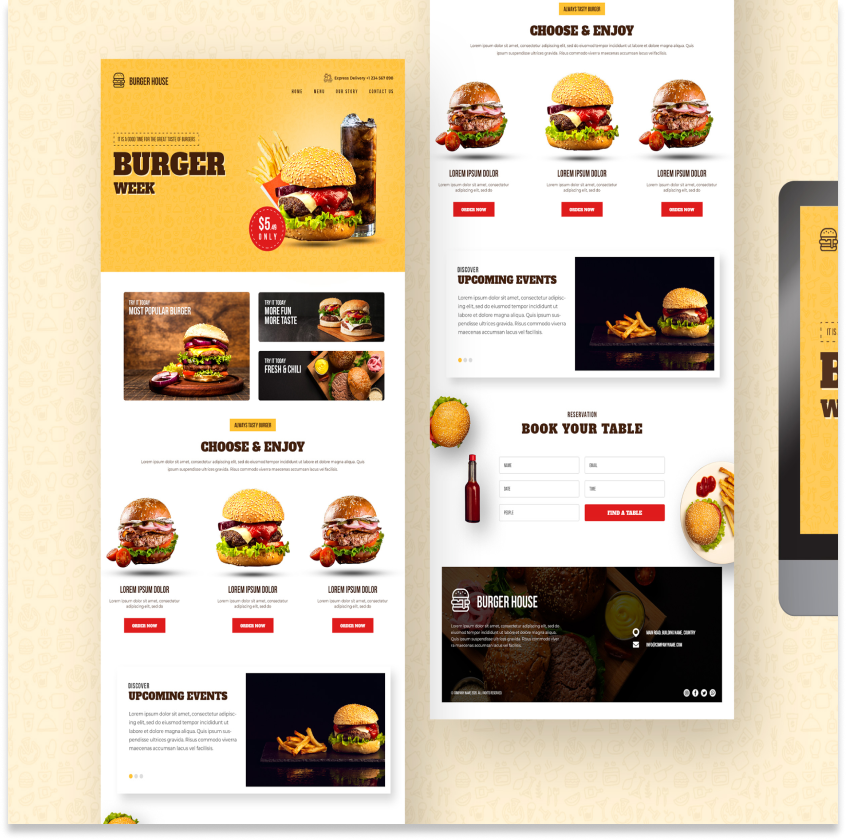 BURGER HOUSE
Express Delivery +1 234 567 890
HOME MENU OUR STORY CONTACT US
IT IS A GOOD TIME FOR THE GREAT TASTE OF BURGERS
BURGER
WEEK
$5.49
ONLY
TRY IT TODAY
MOST POPULAR BURGER
TRY IT TODAY
MORE FUN
MORE TASTE
TRY IT TODAY
FRESH & CHILI
ALWAYS TASTY BURGER
CHOOSE & ENJOY
Lorem ipsum dolor sit amet, consectetur adipiscing elit, sed do eiusmod tempor incididunt ut labore et dolore magna aliqua. Quis
ipsum suspendisse ultrices gravida. Risus commodo viverra maecenas accumsan lacus vel facilisis.
LOREM IPSUM DOLOR
Lorem ipsum dolor sit amet, consectetur
adipiscing elit, sed do
ORDER NOW
LOREM IPSUM DOLOR
Lorem ipsum dolor sit amet, consectetur
adipiscing elit, sed do
ORDER NOW
LOREM IPSUM DOLOR
Lorem ipsum dolor sit amet, consectetur
adipiscing elit, sed do
ORDER NOW
DISCOVER
UPCOMING EVENTS
Lorem ipsum dolor sit amet, consectetur adipisc-
ing elit, sed do eiusmod tempor incididunt ut
labore et dolore magna aliqua. Quis ipsum sus-
pendisse ultrices gravida. Risus commodo viverra
maecenas accumsan lacus vel facilisis.
ALWAYS TASTY BURGER
CHOOSE & ENJOY
Lorem ipsum dolor sit amet, consectetur adipiscing elit, sed do eiusmod tempor incididunt ut labore et dolore magna aliqua. Quis
ipsum suspendisse ultrices gravida. Risus commodo viverra maecenas accumsan lacus vel facilisis.
LOREM IPSUM DOLOR
Lorem ipsum dolor sit amet, consectetur
adipiscing elit, sed do
ORDER NOW
LOREM IPSUM DOLOR
Lorem ipsum dolor sit amet, consectetur
adipiscing elit, sed do
ORDER NOW
LOREM IPSUM DOLOR
Lorem ipsum dolor sit amet, consectetur
adipiscing elit, sed do
ORDER NOW
DISCOVER
UPCOMING EVENTS
Lorem ipsum dolor sit amet, consectetur adipisc-
ing elit, sed do eiusmod tempor incididunt ut
labore et dolore magna aliqua. Quis ipsum sus-
pendisse ultrices gravida. Risus commodo viverra
maecenas accumsan lacus vel facilisis.
RESERVATION
BOOK YOUR TABLE
NAME
EMAIL
DATE
TIME
PEOPLE
FIND A TABLE
BURGER HOUSE
Lorem ipsum dolor sit amet, consectetur adipiscing elit, sed do
eiusmod tempor incididunt ut labore et dolore magna aliqua.
Quis ipsum suspendisse ultrices gravida. Risus commodo viver
ra maecenas accumsan lacus vel facilisis.
MAIN ROAD, BUILDING NAME, COUNTRY
INFO@COMPANYNAME.COM
© COMPANY NAME 2020. ALL RIGHTS RESERVED
IT IS
B
W